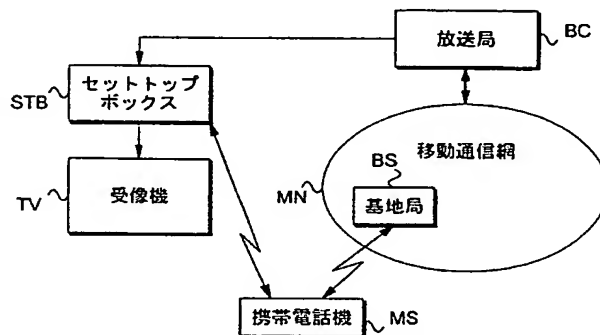 放送局
BC
セットトップ
ボックス
STB
移動通信網
BS
MN
基地局
受像機
TV
携帯電話機
MS